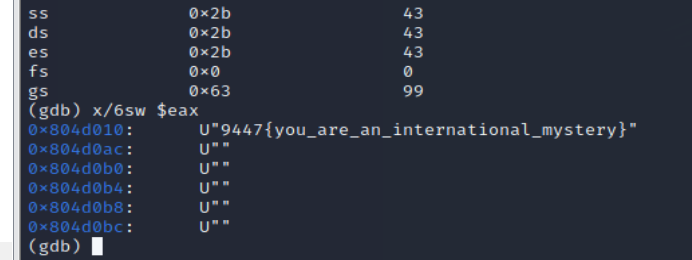 ss 0×2b 43
ds 0×2b 43
es 0×2b 43
fs 0×0 0
gs 0×63 99
(gdb) x/6sw $eax
0×804d010: U"9447{you_are_an_international_mystery}"
0×804d0ac: U""
0×804d0b0: U""
0×804d0b4: U""
0×804d0b8: U""
0×804d0bc: U""
(gdb)